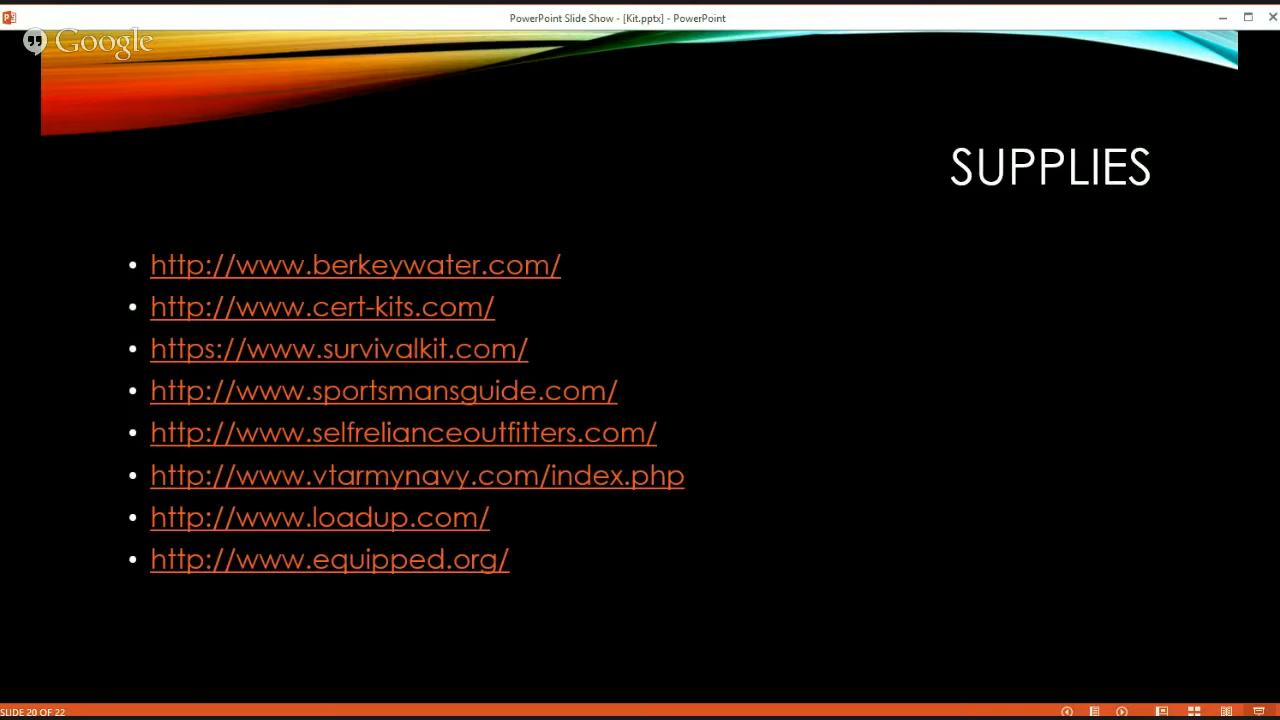 PowerPoint Slide Show - [Kit.pptx] - PowerPoint
Google
SUPPLIES
• http://www.berkeywater.com/
• http://www.cert-kits.com/
• https://www.survivalkit.com/
• http://www.sportsmansguide.com/
• http://www.selfrelianceoutfitters.com/
• http://www.vtarmynavy.com/index.php
• http://www.loadup.com/
• http://www.equipped.org/
SLIDE 20 OF 22